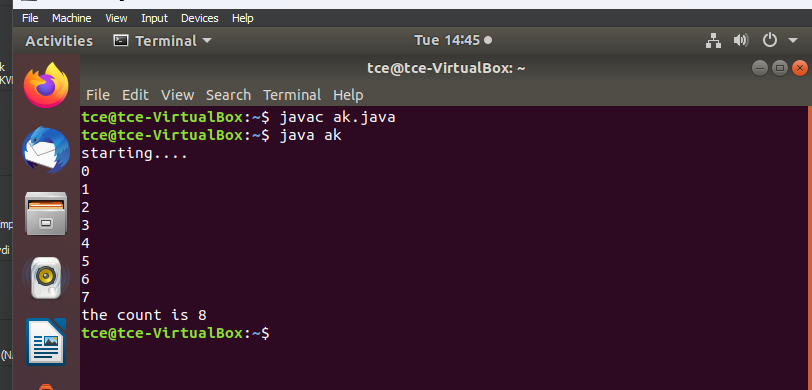 File Machine View Input Devices Help
Activities Terminal Tue 14:45
tce@tce-VirtualBox: ~
File Edit View Search Terminal Help
tce@tce-VirtualBox:~$ javac ak.java
tce@tce-VirtualBox:~$ java ak
starting....
0
1
2
3
4
5
6
7
the count is 8
tce@tce-VirtualBox:~$